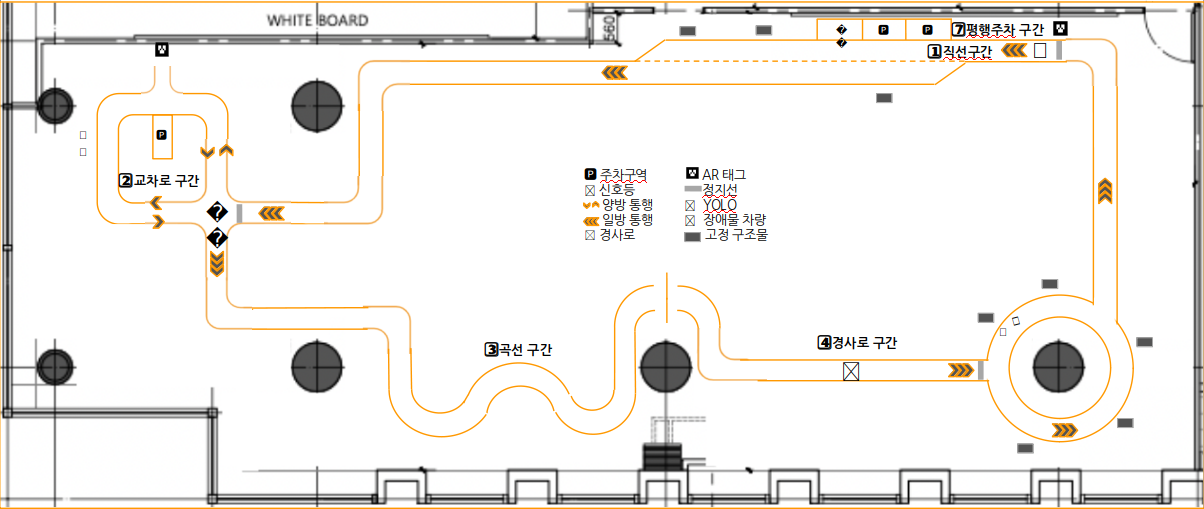 WHITE BOARD
560
P P
7 평행주차 구간
1 직선구간
P
2 교차로 구간
? ?
P 주차구역
신호등
양방 통행
일방 통행
경사로
AR 태그
정지선
YOLO
장애물 차량
고정 구조물
3 곡선 구간
4 경사로 구간